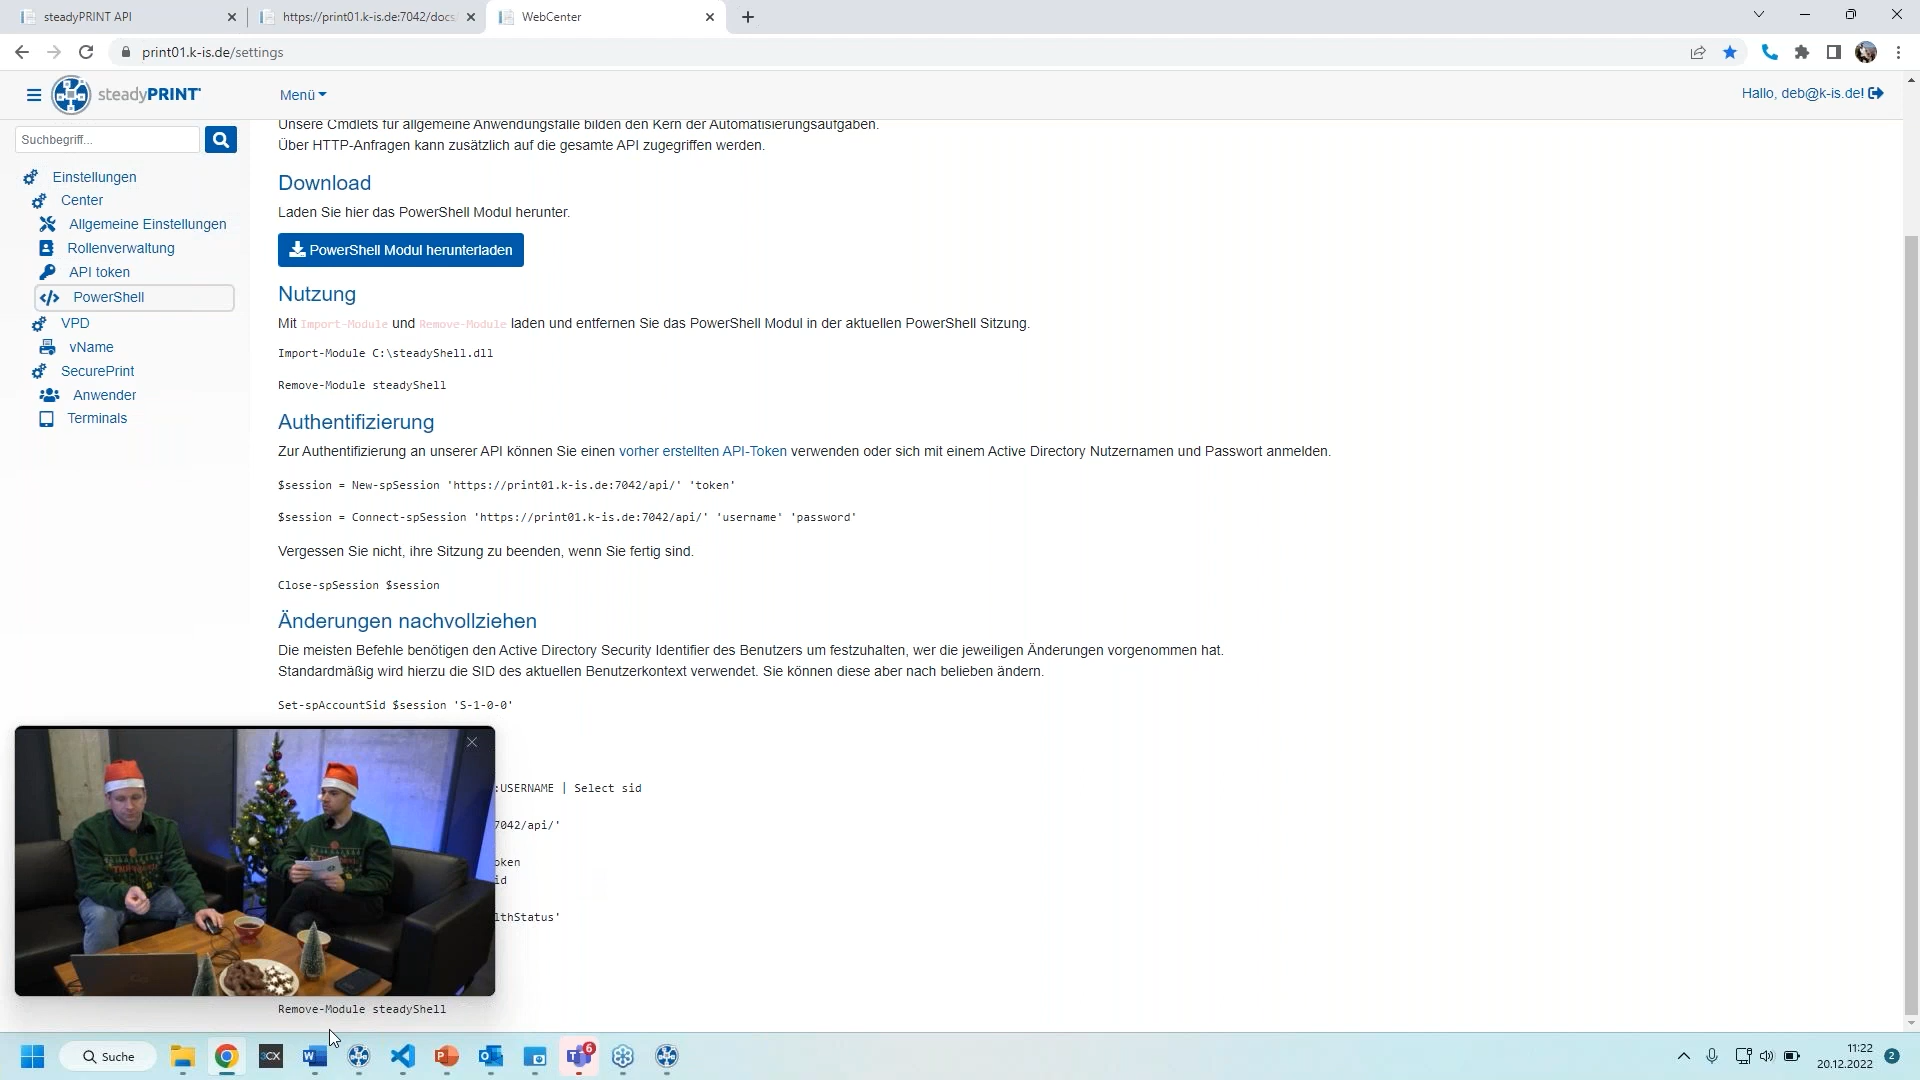 steadyPRINT API
https://print01.k-is.de:7042/docs
WebCenter
print01.k-is.de/settings
steadyPRINT
Menü
Hallo, deb@k-is.de!
Suchbegriff...
Einstellungen
Center
Allgemeine Einstellungen
Rollenverwaltung
API token
PowerShell
VPD
vName
SecurePrint
Anwender
Terminals
Unsere Cmdlets für allgemeine Anwendungsfälle bilden den Kern der Automatisierungsaufgaben.
Über HTTP-Anfragen kann zusätzlich auf die gesamte API zugegriffen werden.
Download
Laden Sie hier das PowerShell Modul herunter.
PowerShell Modul herunterladen
Nutzung
Mit Import-Module und Remove-Module laden und entfernen Sie das PowerShell Modul in der aktuellen PowerShell Sitzung.
Import-Module C:\steadyShell.dll
Remove-Module steadyShell
Authentifizierung
Zur Authentifizierung an unserer API können Sie einen vorher erstellten API-Token verwenden oder sich mit einem Active Directory Nutzernamen und Passwort anmelden.
$session = New-spSession 'https://print01.k-is.de:7042/api/' 'token'
$session = Connect-spSession 'https://print01.k-is.de:7042/api/' 'username' 'password'
Vergessen Sie nicht, ihre Sitzung zu beenden, wenn Sie fertig sind.
Close-spSession $session
Änderungen nachvollziehen
Die meisten Befehle benötigen den Active Directory Security Identifier des Benutzers um festzuhalten, wer die jeweiligen Änderungen vorgenommen hat.
Standardmäßig wird hierzu die SID des aktuellen Benutzerkontext verwendet. Sie können diese aber nach belieben ändern.
Set-spAccountSid $session 'S-1-0-0'
:USERNAME | Select sid
7042/api/'
oken
id
lthStatus'
Remove-Module steadyShell
Suche
3CX
6
11:22
20.12.2022
2